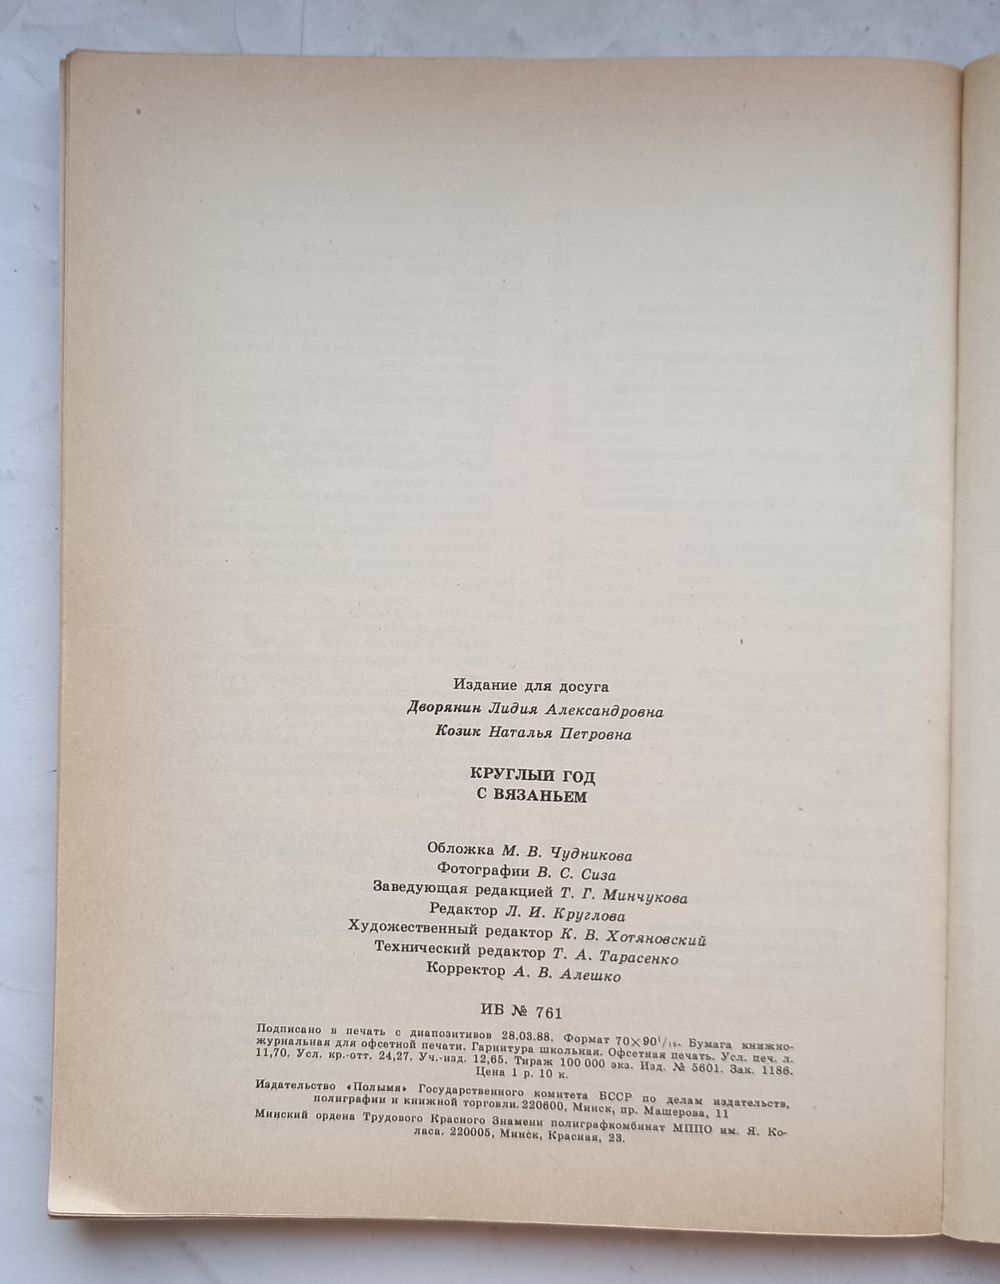 Издание для досуга
Дворянин Лидия Александровна
Козик Наталья Петровна
КРУГЛЫЙ ГОД
С ВЯЗАНЬЕМ
Обложка М. В. Чудникова
Фотографии В. С. Сиза
Заведующая редакцией Т. Г. Минчукова
Редактор Л. И. Круглова
Художественный редактор К. В. Хотяновский
Технический редактор Т. А. Тарасенко
Корректор А. В. Алешко
ИБ № 761
Подписано в печать с диапозитивов 28.03.88. Формат 70×90¹/₁₆. Бумага книжно-
журнальная для офсетной печати. Гарнитура школьная. Офсетная печать. Усл. печ. л.
11,70. Усл. кр.-отт. 24,27. Уч.-изд. 12,65. Тираж 100 000 экз. Изд. № 5601. Зак. 1186.
Цена 1 р. 10 к.
Издательство «Полымя» Государственного комитета БССР по делам издательств,
полиграфии и книжной торговли. 220600, Минск, пр. Машерова, 11
Минский ордена Трудового Красного Знамени полиграфкомбинат МППО им. Я. Ко-
ласа. 220005, Минск, Красная, 23.